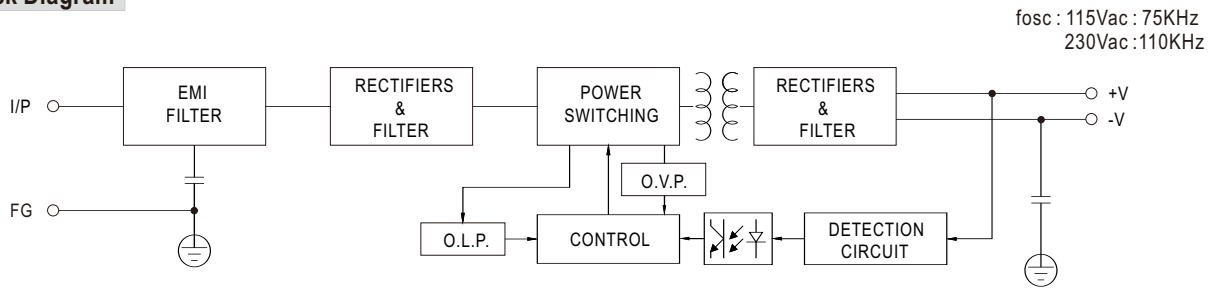 Diagram
fosc : 115Vac : 75KHz
230Vac :110KHz
I/P
EMI
FILTER
RECTIFIERS
&
FILTER
POWER
SWITCHING
RECTIFIERS
&
FILTER
+V
-V
O.V.P.
FG
O.L.P.
CONTROL
DETECTION
CIRCUIT